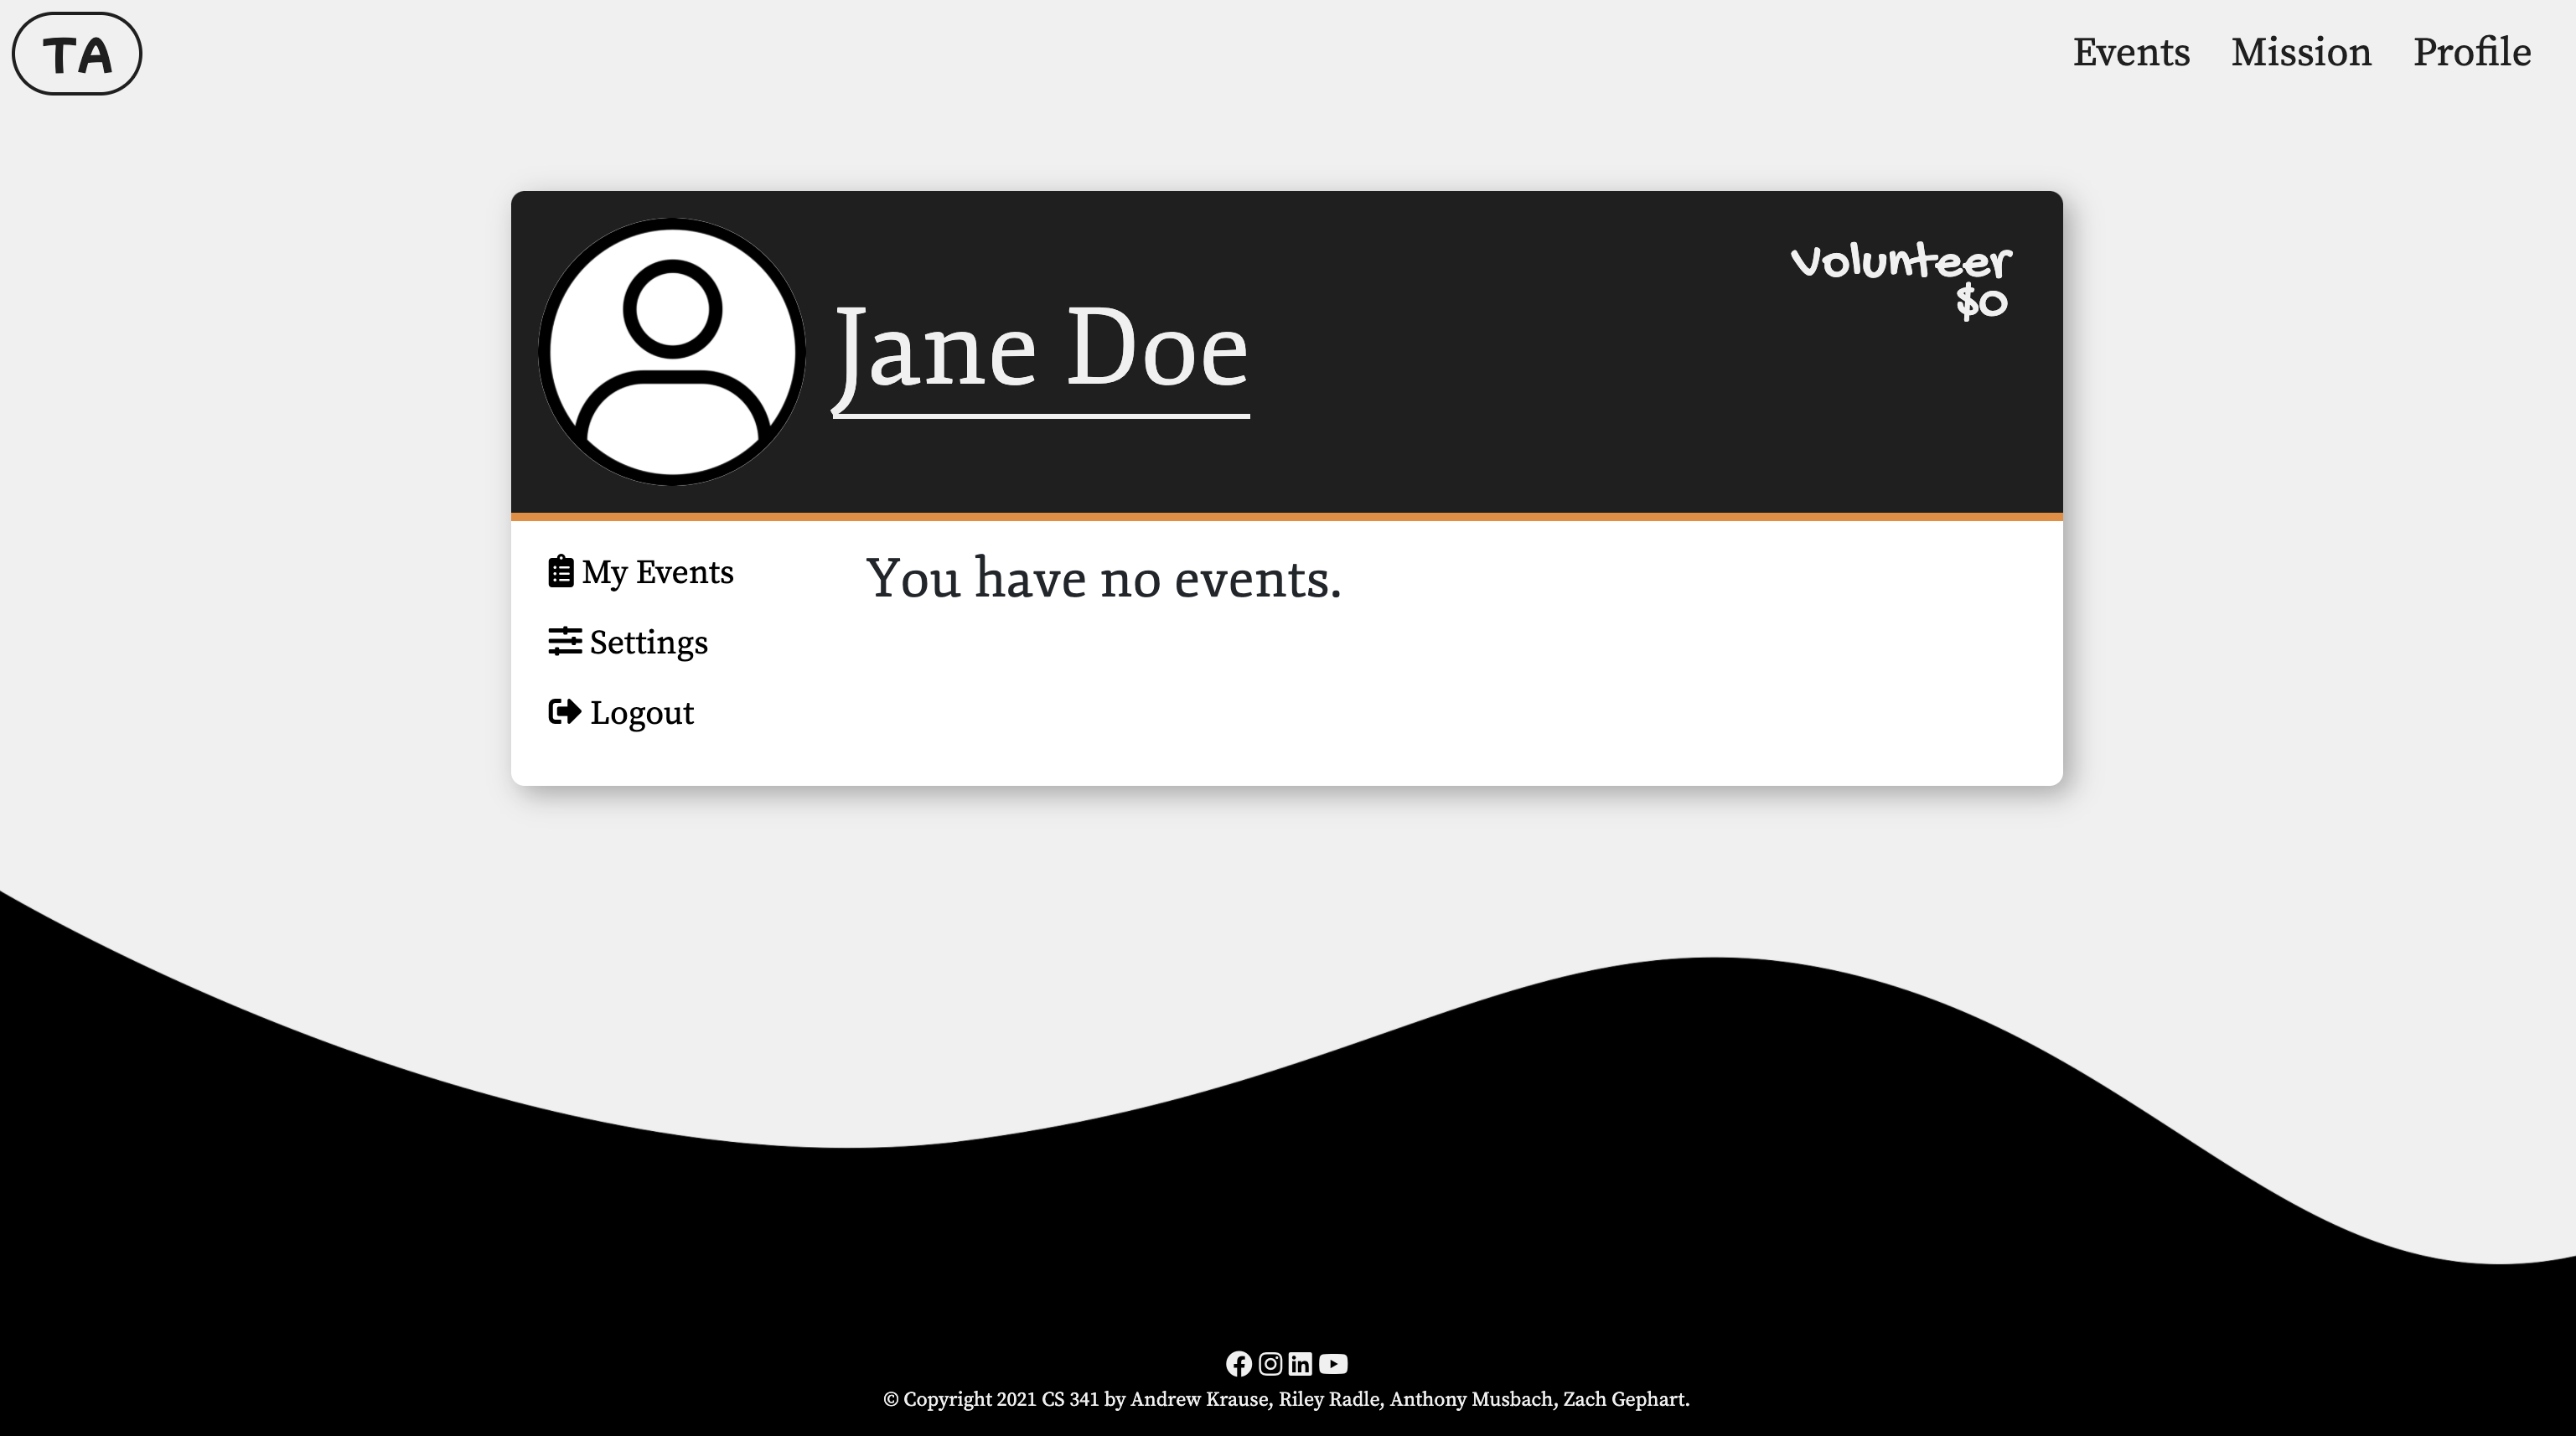 TA
Events Mission Profile
Volunteer
$0
Jane Doe
My Events
You have no events.
Settings
Logout
© Copyright 2021 CS 341 by Andrew Krause, Riley Radle, Anthony Musbach, Zach Gephart.